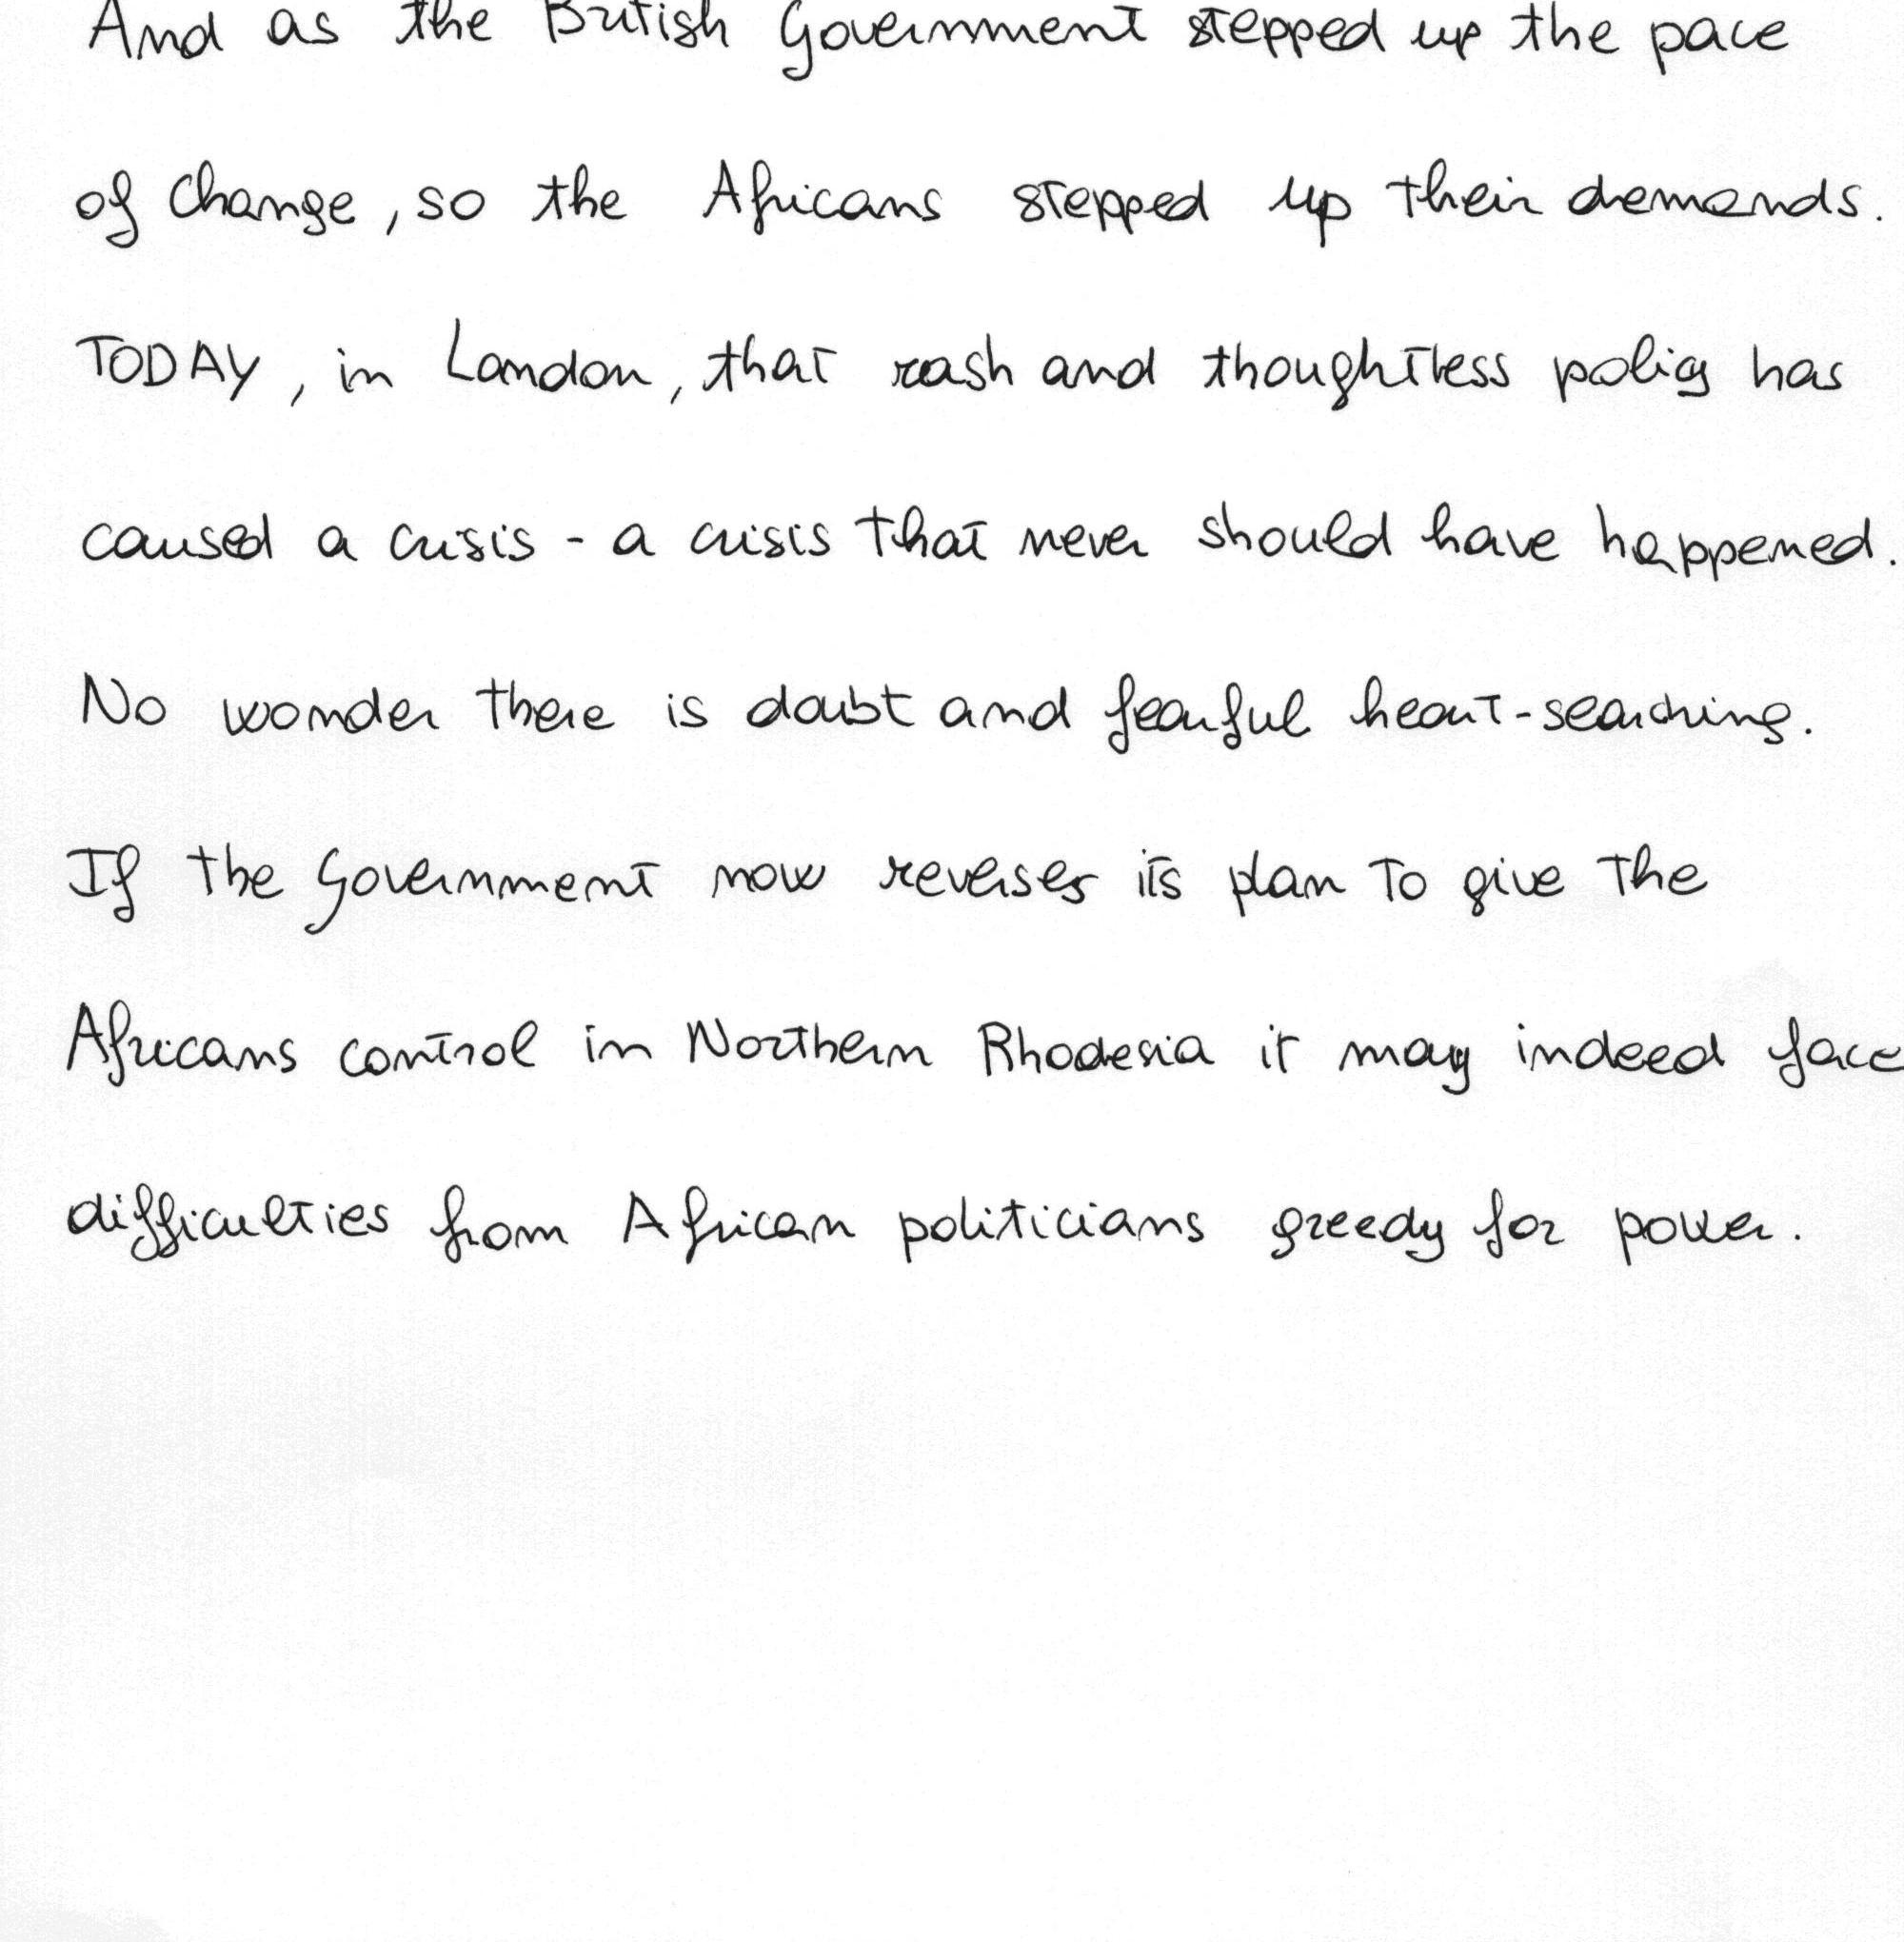 And as the British Government stepped up the pace
of change, so the Africans stepped up their demands.
TODAY, in London, that rash and thoughtless policy has
caused a crisis - a crisis that never should have happened.
No wonder there is doubt and fearful heart-searching.
If the Government now reverses its plan to give the
Africans control in Northern Rhodesia it may indeed face
difficulties from African politicians greedy for power.